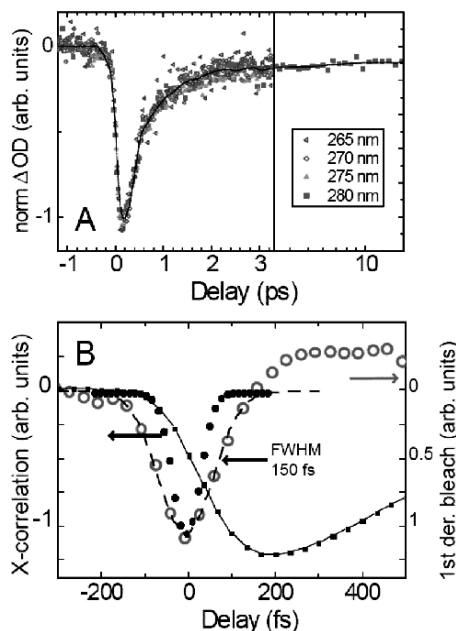 norm Δ OD (arb. units)
0
-1
A
265 nm
270 nm
275 nm
280 nm
-1 0 1 2 3 10
Delay (ps)
B
X-correlation (arb. units)
0
-1
FWHM
150 fs
0
0.5
1
1st der. bleach (arb. units)
-200 0 200 400
Delay (fs)